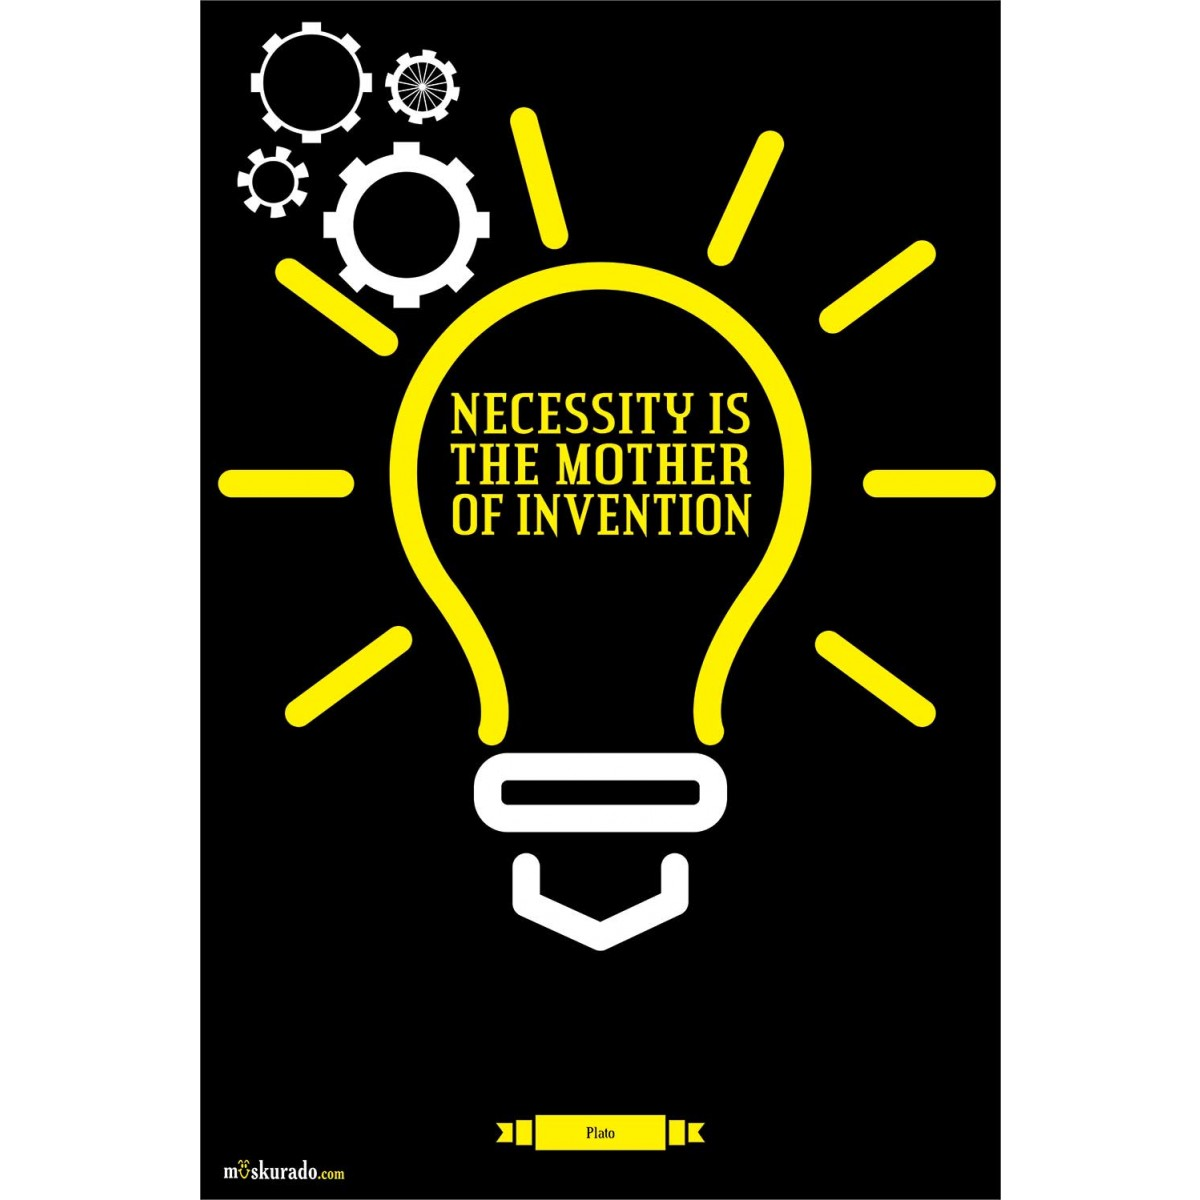 NECESSITY IS
THE MOTHER
OF INVENTION
Plato
muskurado.com